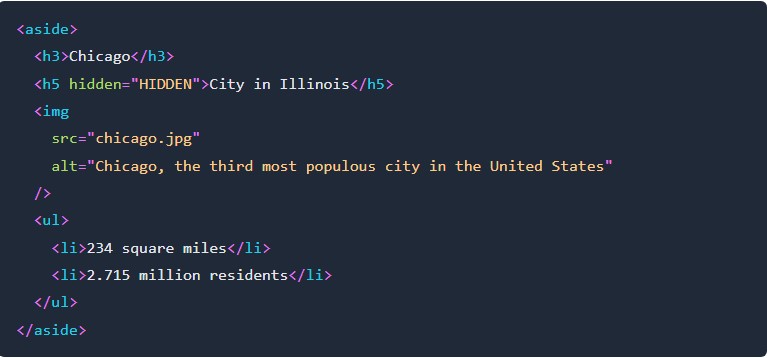 <aside>
<h3>Chicago</h3>
<h5 hidden="HIDDEN">City in Illinois</h5>
<img
src="chicago.jpg"
alt="Chicago, the third most populous city in the United States"
/>
<ul>
<li>234 square miles</li>
<li>2.715 million residents</li>
</ul>
</aside>